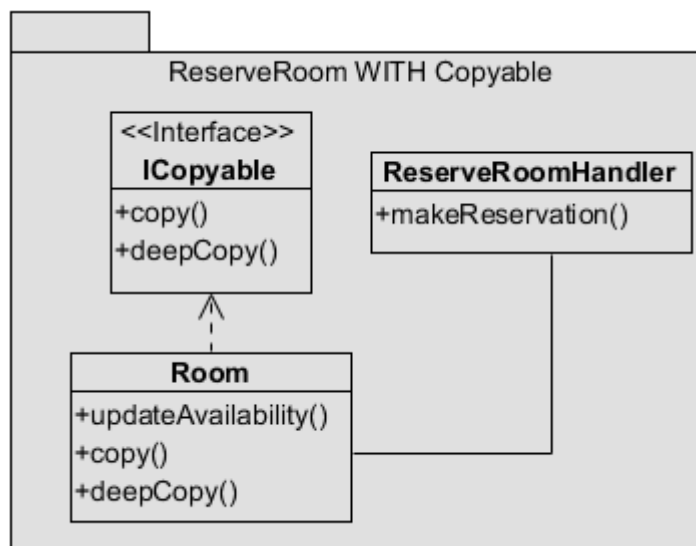 ReserveRoom WITH Copyable
<<Interface>>
ICopyable
+copy()
+deepCopy()
ReserveRoomHandler
+makeReservation()
Room
+updateAvailability()
+copy()
+deepCopy()